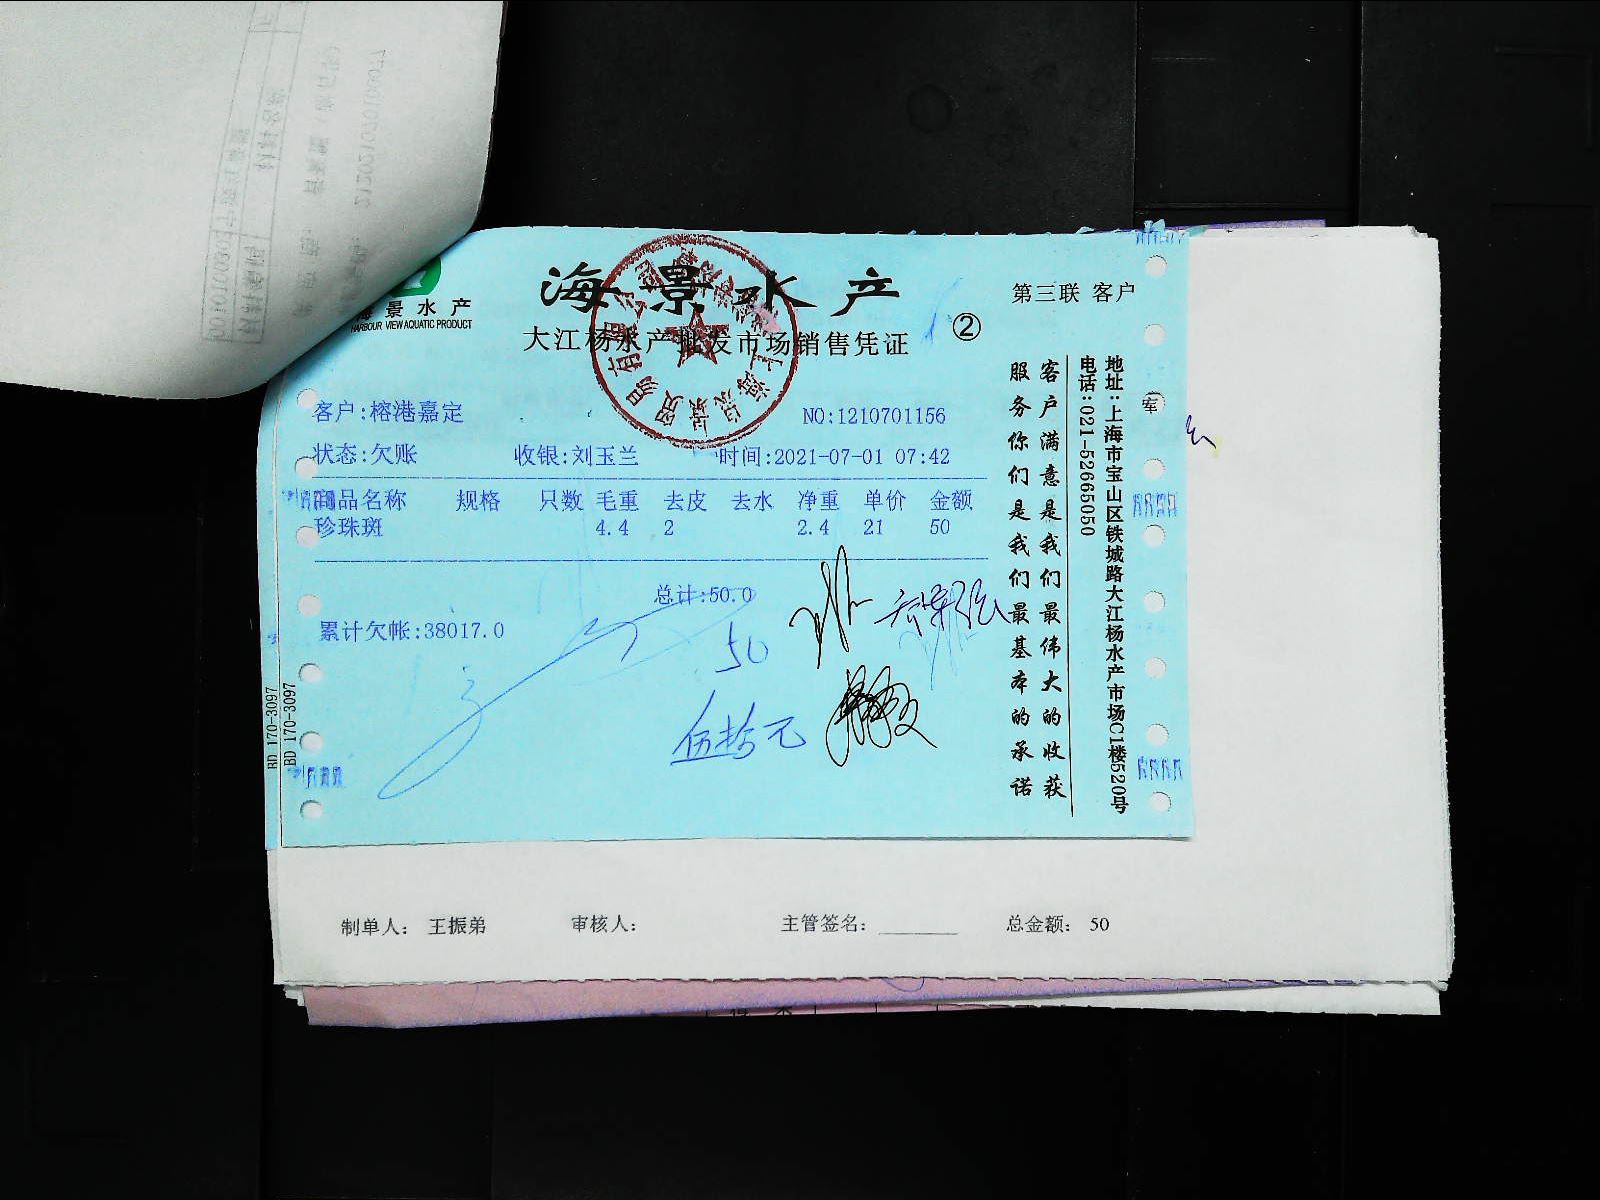 海景水产
HARBOUR VIEW AQUATIC PRODUCT
海景水产
大江杨水产批发市场销售凭证
②
第三联 客户
客户:榕港嘉定
NO:1210701156
状态:欠账 收银:刘玉兰 时间:2021-07-01 07:42
商品名称 规格 只数 毛重 去皮 去水 净重 单价 金额
珍珠斑 4.4 2 2.4 21 50
总计:50.0
累计欠帐:38017.0
50
伍拾元
客户满意是我们最伟大的收获
服务你们是我们最基本的承诺
地址:上海市宝山区铁城路大江杨水产市场C1楼520号
电话:021-52665050
BD 170-3097
BD 170-3097
制单人: 王振弟 审核人: 主管签名: 总金额: 50